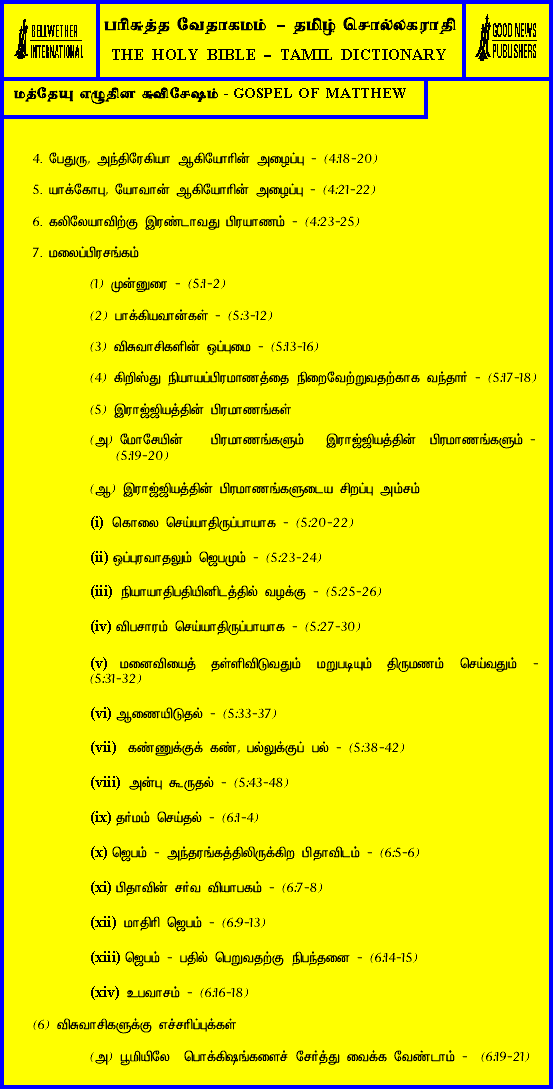 BELLWETHER
INTERNATIONAL
பரிசுத்த வேதாகமம் – தமிழ் சொல்லகராதி
THE HOLY BIBLE – TAMIL DICTIONARY
GOOD NEWS
PUBLISHERS
மத்தேயு எழுதின சுவிசேஷம் - GOSPEL OF MATTHEW
4. பேதுரு, அந்திரேகியா ஆகியோரின் அழைப்பு - (4:18-20)
5. யாக்கோபு, யோவான் ஆகியோரின் அழைப்பு - (4:21-22)
6. கலிலேயாவிற்கு இரண்டாவது பிரயாணம் - (4:23-25)
7. மலைப்பிரசங்கம்
(1) முன்னுரை - (5:1-2)
(2) பாக்கியவான்கள் - (5:3-12)
(3) விசுவாசிகளின் ஒப்புமை - (5:13-16)
(4) கிறிஸ்து நியாயப்பிரமாணத்தை நிறைவேற்றுவதற்காக வந்தார் - (5:17-18)
(5) இராஜ்ஜியத்தின் பிரமாணங்கள்
(அ) மோசேயின் பிரமாணங்களும் இராஜ்ஜியத்தின் பிரமாணங்களும் -
(5:19-20)
(ஆ) இராஜ்ஜியத்தின் பிரமாணங்களுடைய சிறப்பு அம்சம்
(i) கொலை செய்யாதிருப்பாயாக - (5:20-22)
(ii) ஒப்புரவாதலும் ஜெபமும் - (5:23-24)
(iii) நியாயாதிபதியினிடத்தில் வழக்கு - (5:25-26)
(iv) விபசாரம் செய்யாதிருப்பாயாக - (5:27-30)
(v) மனைவியைத் தள்ளிவிடுவதும் மறுபடியும் திருமணம் செய்வதும் -
(5:31-32)
(vi) ஆணையிடுதல் - (5:33-37)
(vii) கண்ணுக்குக் கண், பல்லுக்குப் பல் - (5:38-42)
(viii) அன்பு கூருதல் - (5:43-48)
(ix) தர்மம் செய்தல் - (6:1-4)
(x) ஜெபம் - அந்தரங்கத்திலிருக்கிற பிதாவிடம் - (6:5-6)
(xi) பிதாவின் சர்வ வியாபகம் - (6:7-8)
(xii) மாதிரி ஜெபம் - (6:9-13)
(xiii) ஜெபம் - பதில் பெறுவதற்கு நிபந்தனை - (6:14-15)
(xiv) உபவாசம் - (6:16-18)
(6) விசுவாசிகளுக்கு எச்சரிப்புக்கள்
(அ) பூமியிலே பொக்கிஷங்களைச் சேர்த்து வைக்க வேண்டாம் - (6:19-21)